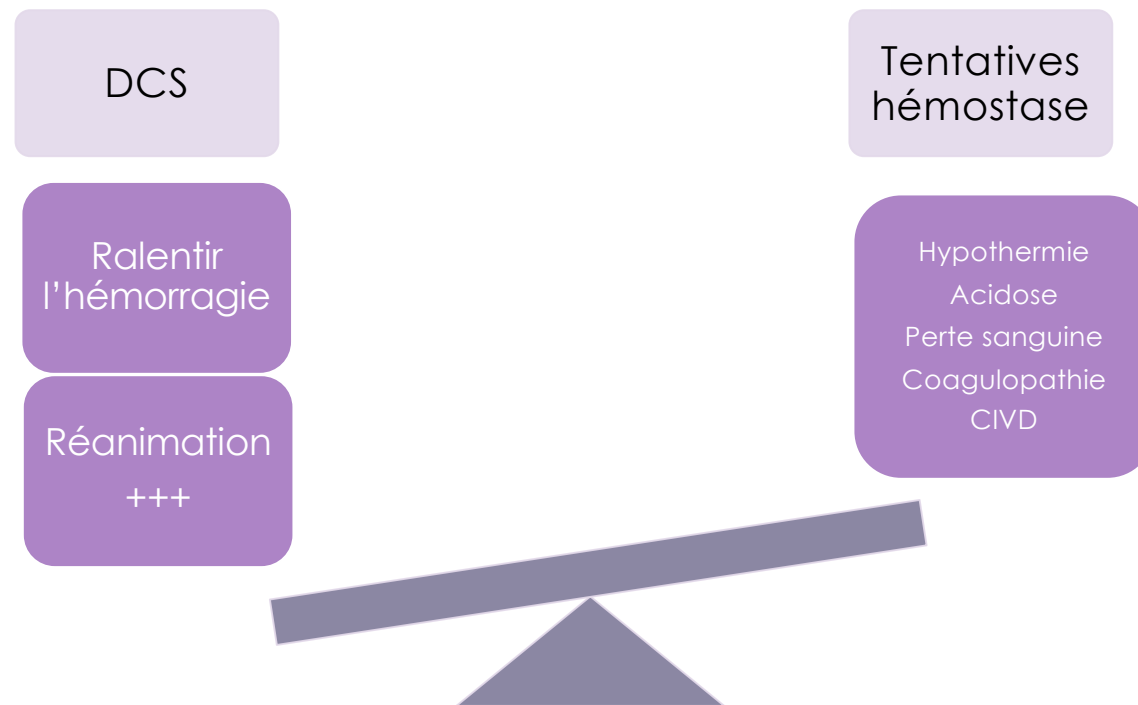 DCS
Ralentir
l’hémorragie
Réanimation
+++
Tentatives
hémostase
Hypothermie
Acidose
Perte sanguine
Coagulopathie
CIVD